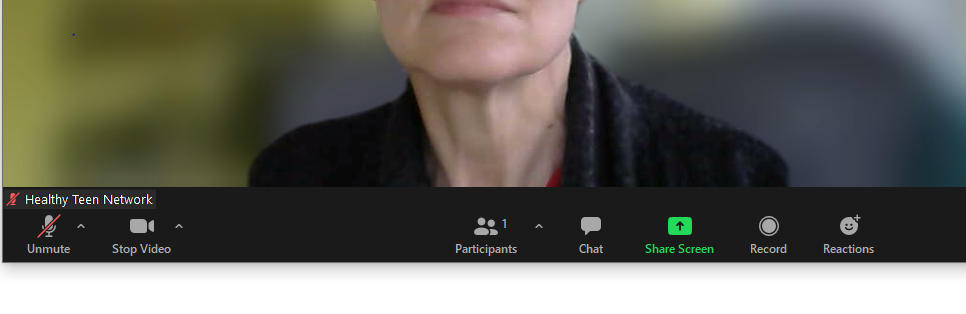 Healthy Teen Network
1
Unmute
Stop Video
Participants
Chat
Share Screen
Record
Reactions